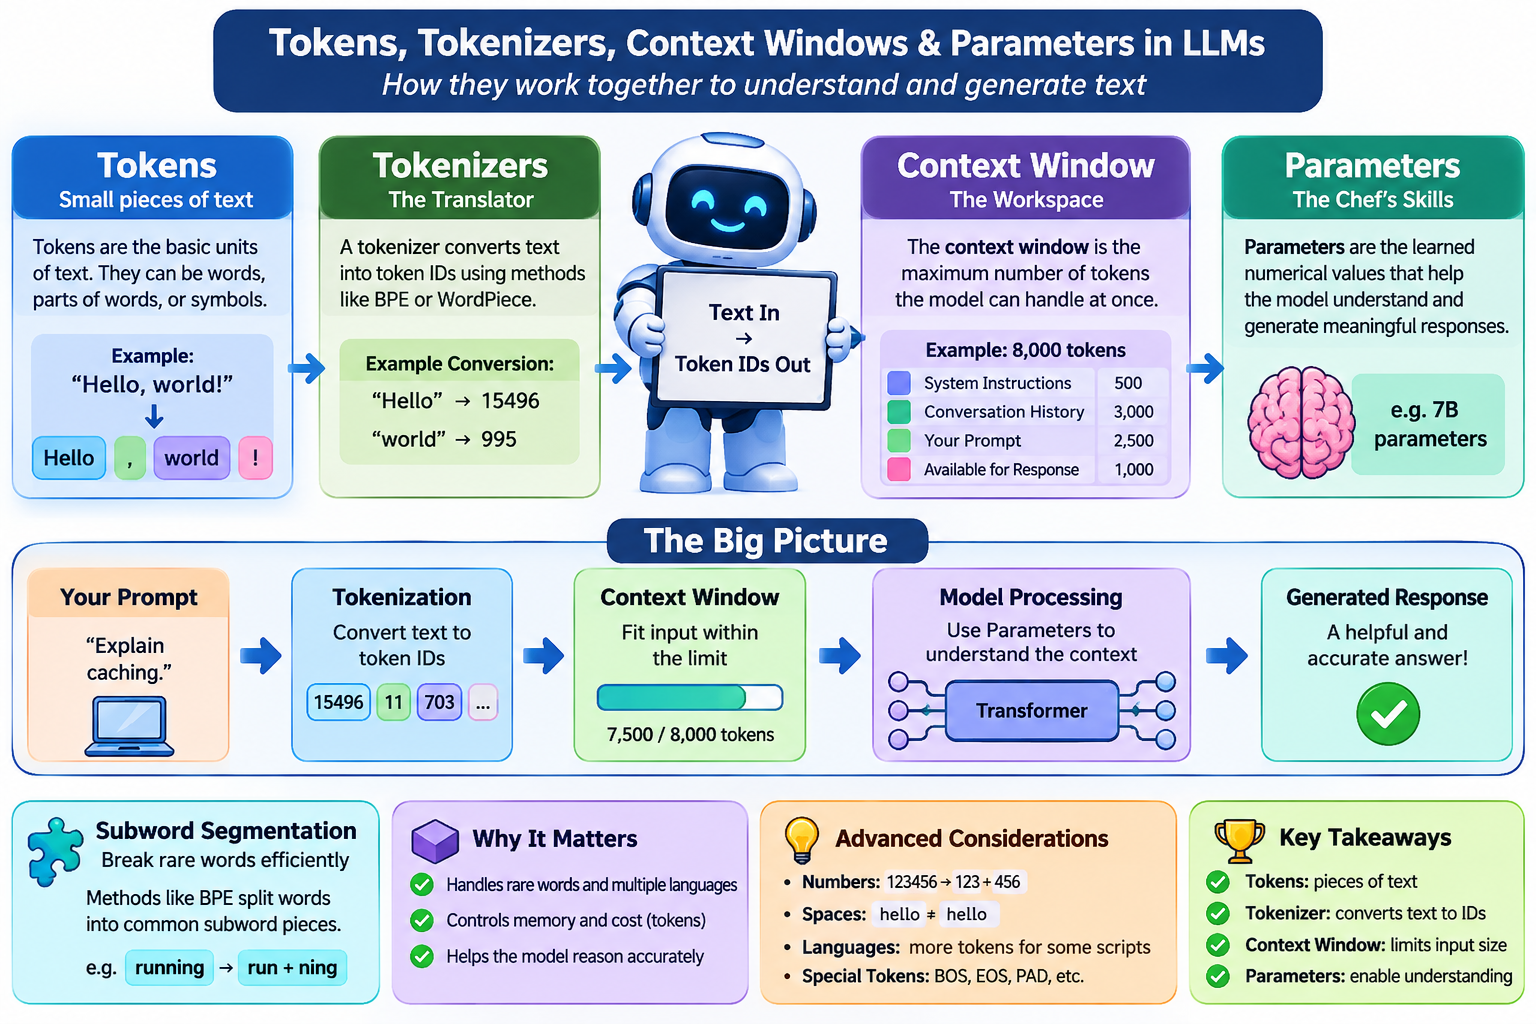 Tokens, Tokenizers, Context Windows & Parameters in LLMs
How they work together to understand and generate text
Tokens
Small pieces of text
Tokens are the basic units
of text. They can be words,
parts of words, or symbols.
Example:
“Hello, world!”
↓
Hello , world !
Tokenizers
The Translator
A tokenizer converts text
into token IDs using methods
like BPE or WordPiece.
Example Conversion:
“Hello” → 15496
“world” → 995
Text In
→
Token IDs Out
Context Window
The Workspace
The context window is the
maximum number of tokens
the model can handle at once.
Example: 8,000 tokens
System Instructions 500
Conversation History 3,000
Your Prompt 2,500
Available for Response 1,000
Parameters
The Chef’s Skills
Parameters are the learned
numerical values that help
the model understand and
generate meaningful responses.
e.g. 7B
parameters
The Big Picture
Your Prompt
“Explain
caching.”
Tokenization
Convert text to
token IDs
15496 11 703 ...
Context Window
Fit input within
the limit
7,500 / 8,000 tokens
Model Processing
Use Parameters to
understand the context
Transformer
Generated Response
A helpful and
accurate answer!
Subword Segmentation
Break rare words efficiently
Methods like BPE split words
into common subword pieces.
e.g. running → run + ning
Why It Matters
Handles rare words and multiple languages
Controls memory and cost (tokens)
Helps the model reason accurately
Advanced Considerations
• Numbers: 123456 → 123 + 456
• Spaces: hello ≠ hello
• Languages: more tokens for some scripts
• Special Tokens: BOS, EOS, PAD, etc.
Key Takeaways
Tokens: pieces of text
Tokenizer: converts text to IDs
Context Window: limits input size
Parameters: enable understanding